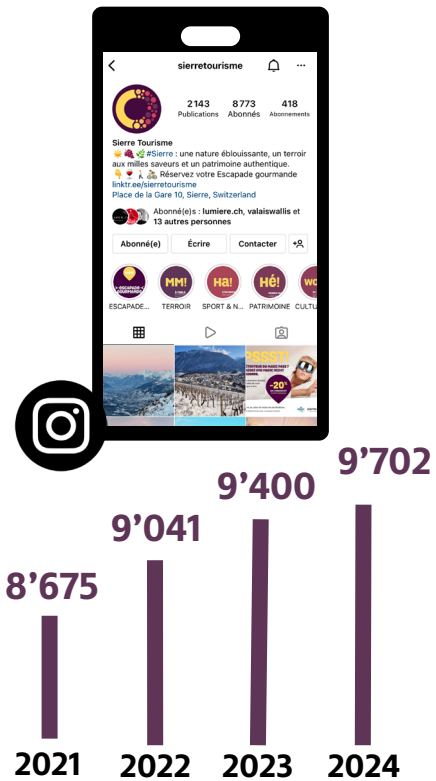 sierretourisme
2143 8773 418
Publications Abonnés Abonnements
Sierre Tourisme
#Sierre : une nature éblouissante, un terroir
aux milles saveurs et un patrimoine authentique.
Réservez votre Escapade gourmande
linktr.ee/sierretourisme
Place de la Gare 10, Sierre, Switzerland
Abonné(e)s : lumiere.ch, valaiswallis et
13 autres personnes
Abonné(e) Écrire Contacter
ESCAPADE
GOURMANDE
MM! Ha! Hé!
ESCAPADE... TERROIR SPORT & N... PATRIMOINE CULTU
PSSST!
-20%
9'702
9'400
9'041
8'675
2021 2022 2023 2024